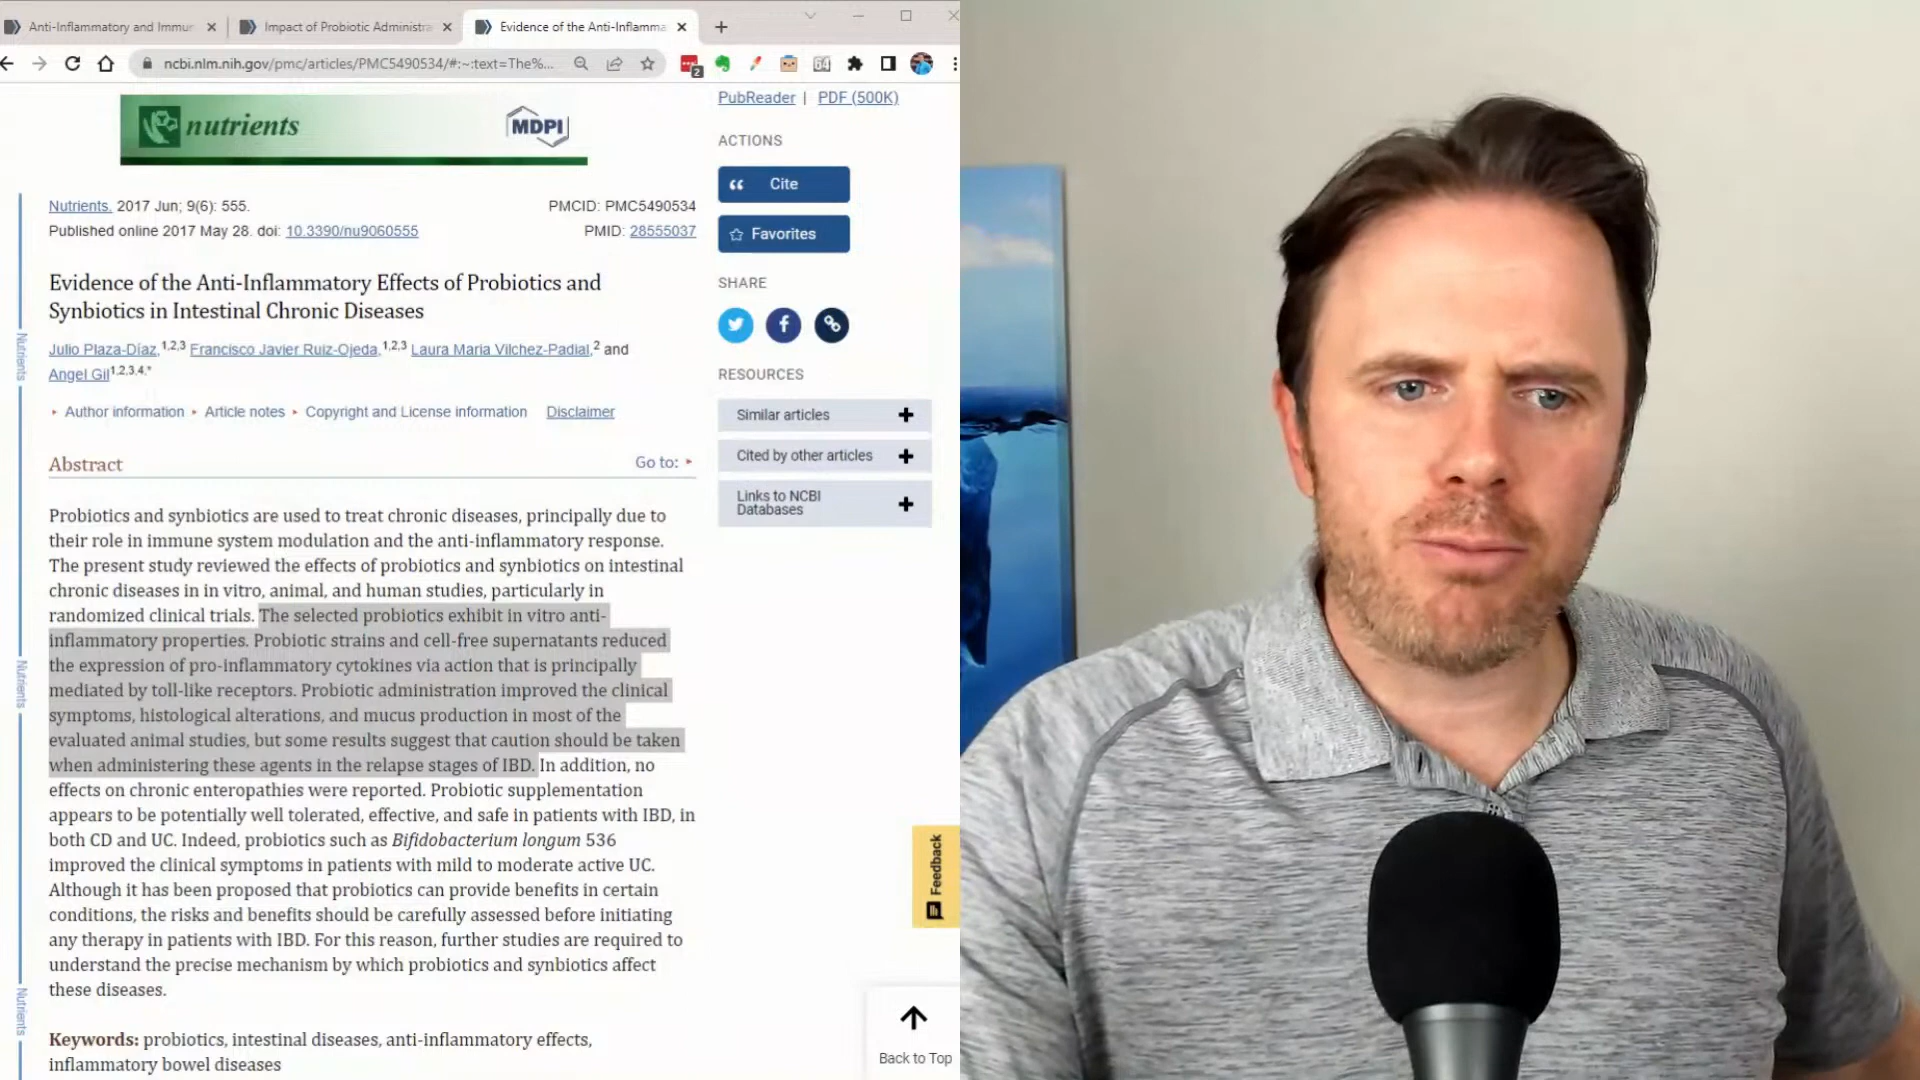 Anti-Inflammatory and Immun
Impact of Probiotic Administra
Evidence of the Anti-Inflamma
ncbi.nlm.nih.gov/pmc/articles/PMC5490534/#:~:text=The%...
2
nutrients
MDPI
PubReader | PDF (500K)
ACTIONS
Cite
Favorites
SHARE
RESOURCES
Similar articles
Cited by other articles
Links to NCBI
Databases
Nutrients. 2017 Jun; 9(6): 555.
PMCID: PMC5490534
Published online 2017 May 28. doi: 10.3390/nu9060555
PMID: 28555037
Evidence of the Anti-Inflammatory Effects of Probiotics and
Synbiotics in Intestinal Chronic Diseases
Julio Plaza-Díaz,1,2,3 Francisco Javier Ruiz-Ojeda,1,2,3 Laura Maria Vilchez-Padial,2 and
Angel Gil1,2,3,4,*
Author information Article notes Copyright and License information Disclaimer
Abstract
Go to:
Probiotics and synbiotics are used to treat chronic diseases, principally due to
their role in immune system modulation and the anti-inflammatory response.
The present study reviewed the effects of probiotics and synbiotics on intestinal
chronic diseases in in vitro, animal, and human studies, particularly in
randomized clinical trials. The selected probiotics exhibit in vitro anti-
inflammatory properties. Probiotic strains and cell-free supernatants reduced
the expression of pro-inflammatory cytokines via action that is principally
mediated by toll-like receptors. Probiotic administration improved the clinical
symptoms, histological alterations, and mucus production in most of the
evaluated animal studies, but some results suggest that caution should be taken
when administering these agents in the relapse stages of IBD. In addition, no
effects on chronic enteropathies were reported. Probiotic supplementation
appears to be potentially well tolerated, effective, and safe in patients with IBD, in
both CD and UC. Indeed, probiotics such as Bifidobacterium longum 536
improved the clinical symptoms in patients with mild to moderate active UC.
Although it has been proposed that probiotics can provide benefits in certain
conditions, the risks and benefits should be carefully assessed before initiating
any therapy in patients with IBD. For this reason, further studies are required to
understand the precise mechanism by which probiotics and synbiotics affect
these diseases.
Keywords: probiotics, intestinal diseases, anti-inflammatory effects,
inflammatory bowel diseases
Nutrients
Nutrients
Nutrients
Feedback
Back to Top